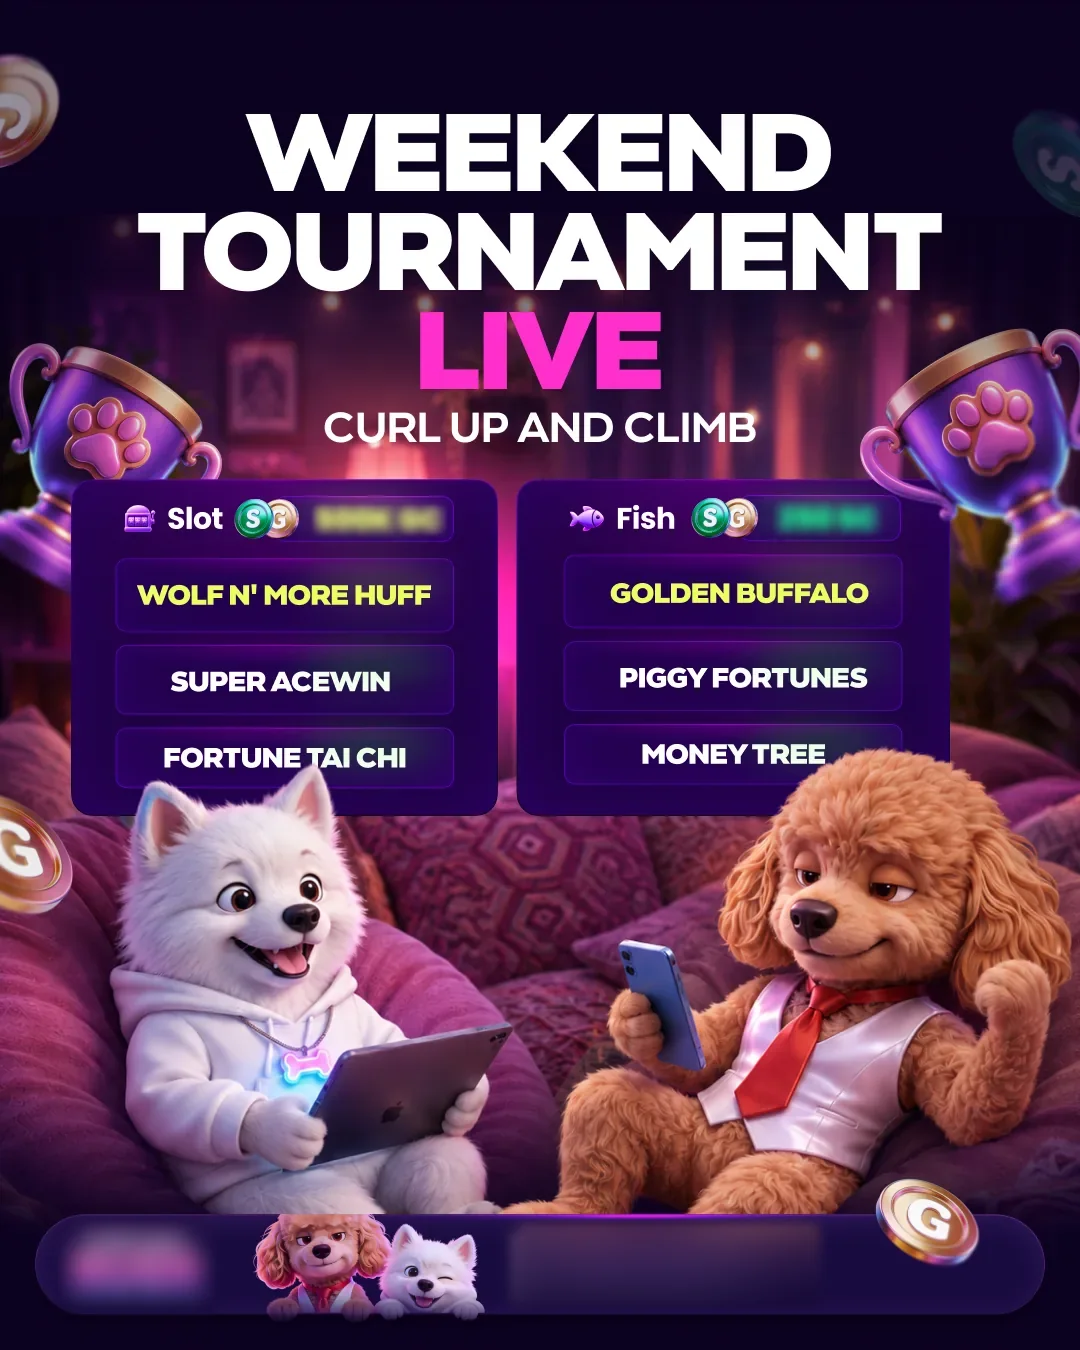 WEEKEND
TOURNAMENT
LIVE
CURL UP AND CLIMB
Slot S G
WOLF N' MORE HUFF
SUPER ACEWIN
FORTUNE TAI CHI
Fish S G
GOLDEN BUFFALO
PIGGY FORTUNES
MONEY TREE
G
G